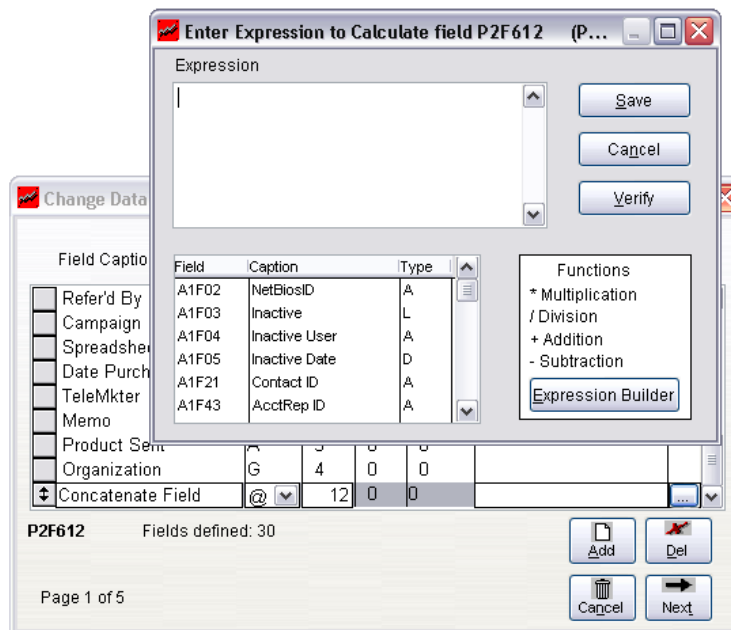 Enter Expression to Calculate field P2F612 (P...
Expression
Save
Cancel
Verify
Change Data
Field Captio
Field Caption Type
A1F02 NetBiosID A
A1F03 Inactive L
A1F04 Inactive User A
A1F05 Inactive Date D
A1F21 Contact ID A
A1F43 AcctRep ID A
Functions
* Multiplication
/ Division
+ Addition
- Subtraction
Expression Builder
Refer'd By
Campaign
Spreadshe
Date Purch
TeleMkter
Memo
Product Sent
Organization G 4 0 0
Concatenate Field @ 12 0 0 ...
P2F612 Fields defined: 30
Add Del
Page 1 of 5
Cancel Next